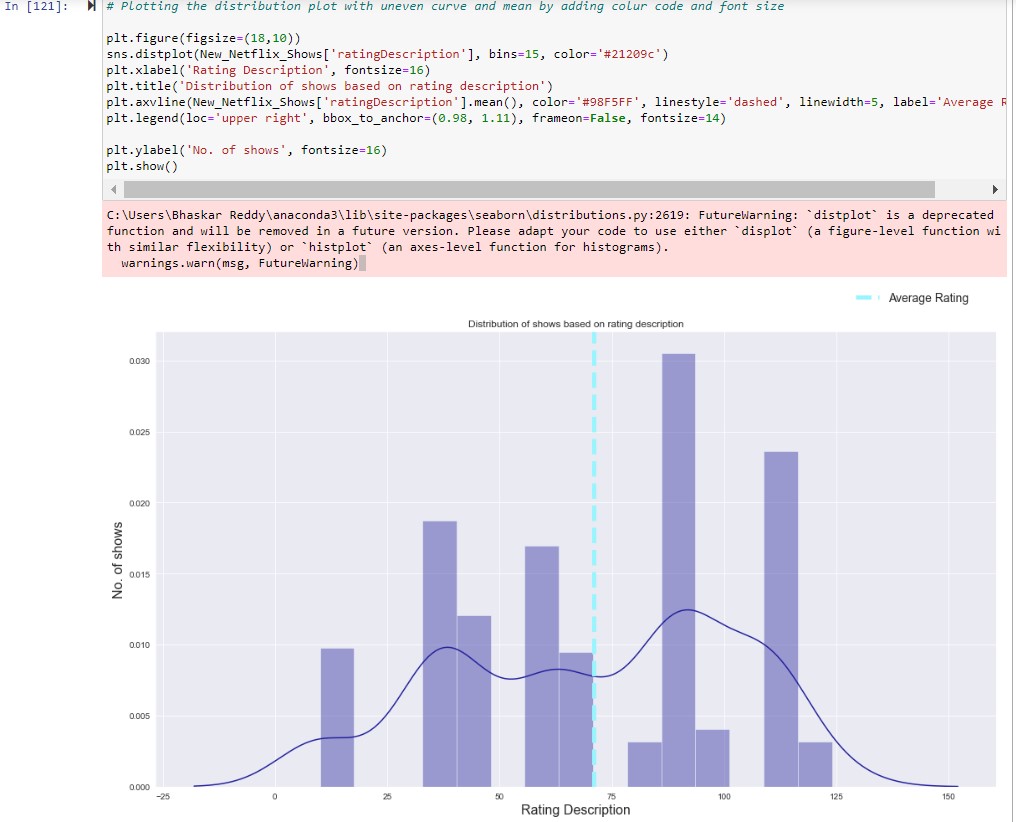 In [121]:
# Plotting the distribution plot with uneven curve and mean by adding colur code and font size
plt.figure(figsize=(18,10))
sns.distplot(New_Netflix_Shows['ratingDescription'], bins=15, color='#21209c')
plt.xlabel('Rating Description', fontsize=16)
plt.title('Distribution of shows based on rating description')
plt.axvline(New_Netflix_Shows['ratingDescription'].mean(), color='#98F5FF', linestyle='dashed', linewidth=5, label='Average R
plt.legend(loc='upper right', bbox_to_anchor=(0.98, 1.11), frameon=False, fontsize=14)
plt.ylabel('No. of shows', fontsize=16)
plt.show()
C:\Users\Bhaskar Reddy\anaconda3\lib\site-packages\seaborn\distributions.py:2619: FutureWarning: `distplot` is a deprecated
function and will be removed in a future version. Please adapt your code to use either `displot` (a figure-level function wi
th similar flexibility) or `histplot` (an axes-level function for histograms).
warnings.warn(msg, FutureWarning)
Average Rating
Distribution of shows based on rating description
0.030
0.025
0.020
0.015
0.010
0.005
0.000
No. of shows
−25 0 25 50 75 100 125 150
Rating Description